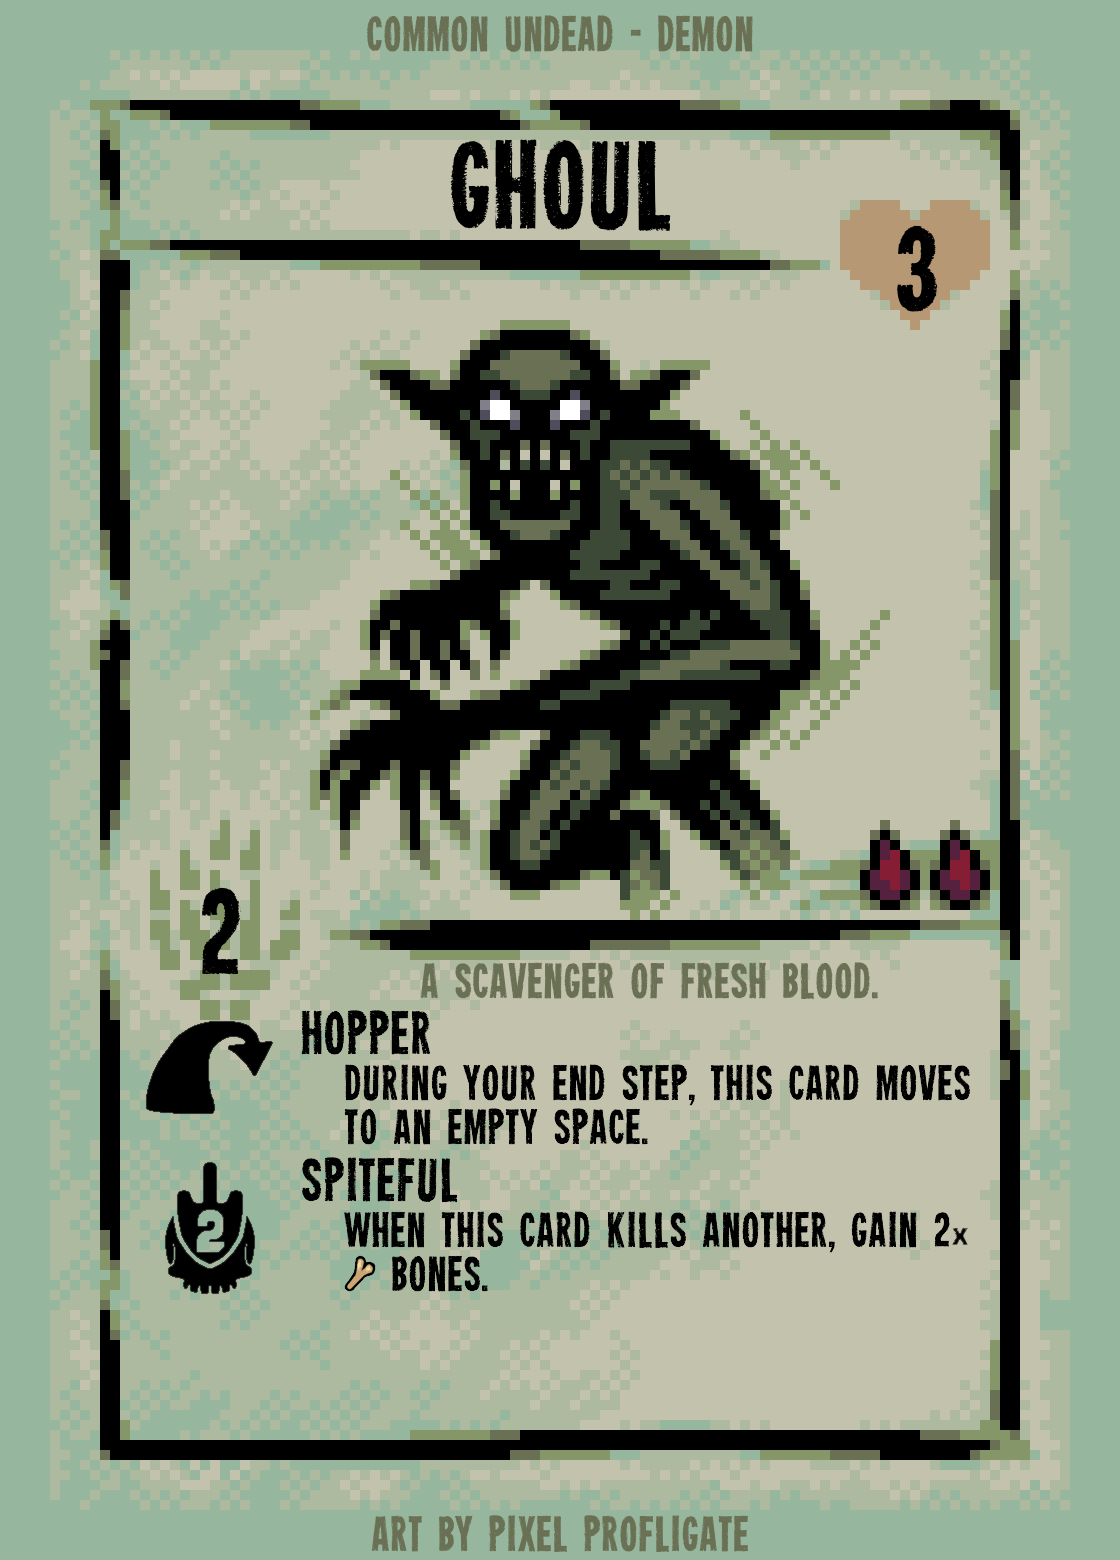 COMMON UNDEAD - DEMON
GHOUL
3
2
A SCAVENGER OF FRESH BLOOD.
HOPPER
DURING YOUR END STEP, THIS CARD MOVES
TO AN EMPTY SPACE.
SPITEFUL
2
WHEN THIS CARD KILLS ANOTHER, GAIN 2x
BONES.
ART BY PIXEL PROFLIGATE